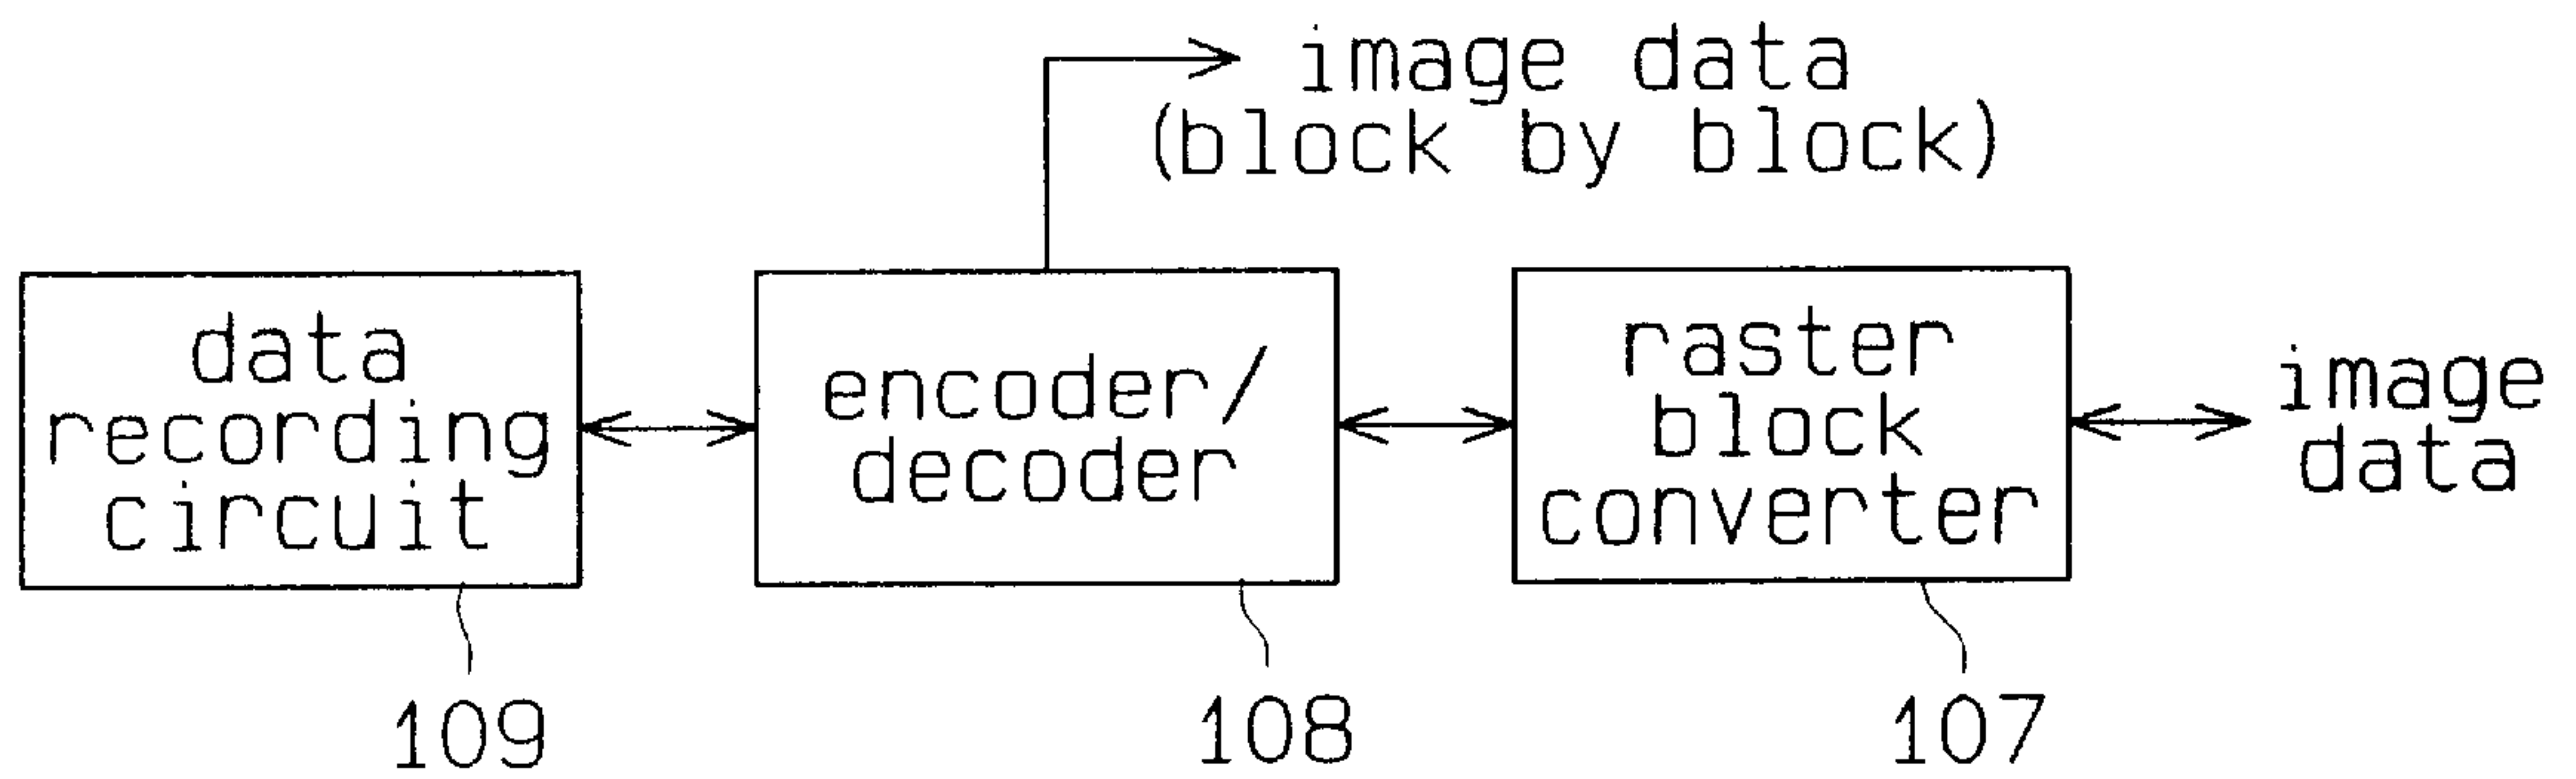 image data
(block by block)
data
recording
circuit
encoder/
decoder
raster
block
converter
image
data
109
108
107